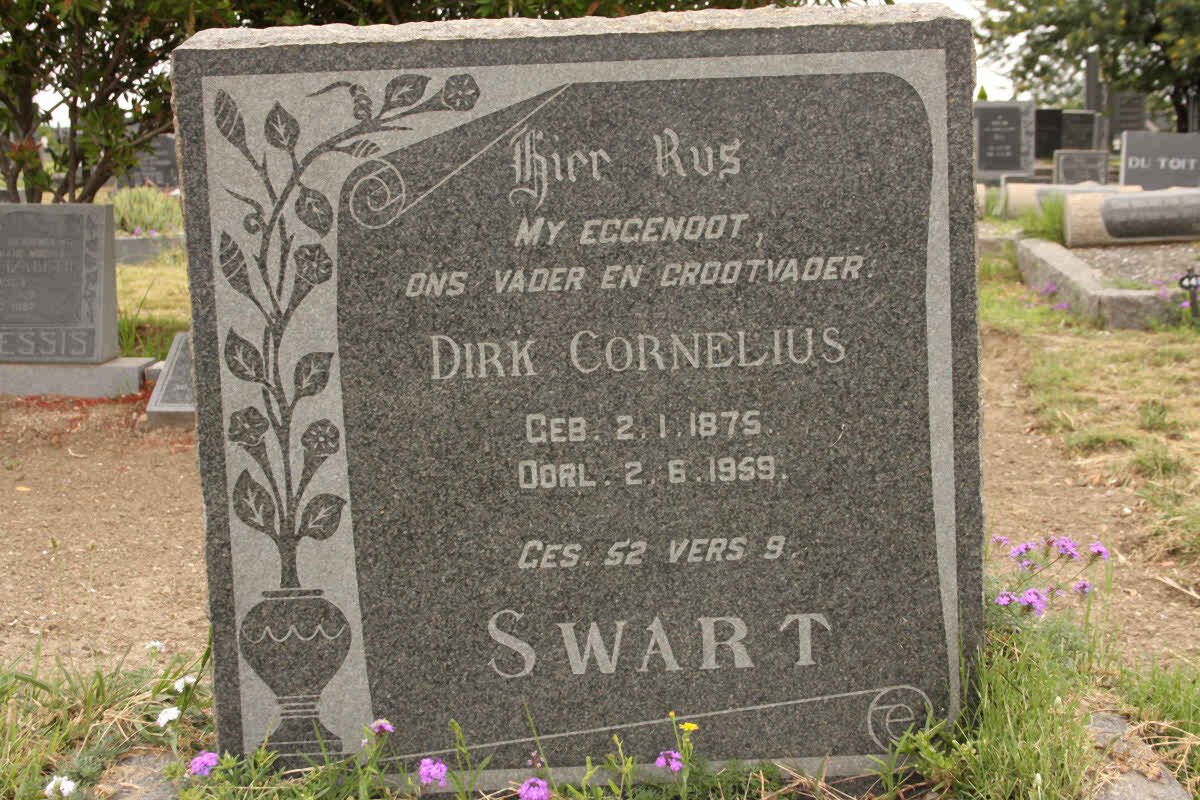 Hier Rus
MY EGGENOOT,
ONS VADER EN GROOTVADER.
DIRK CORNELIUS
GEB. 2.1.1875.
OORL. 2.6.1959.
GES. 52 VERS 9.
SWART
DU TOIT